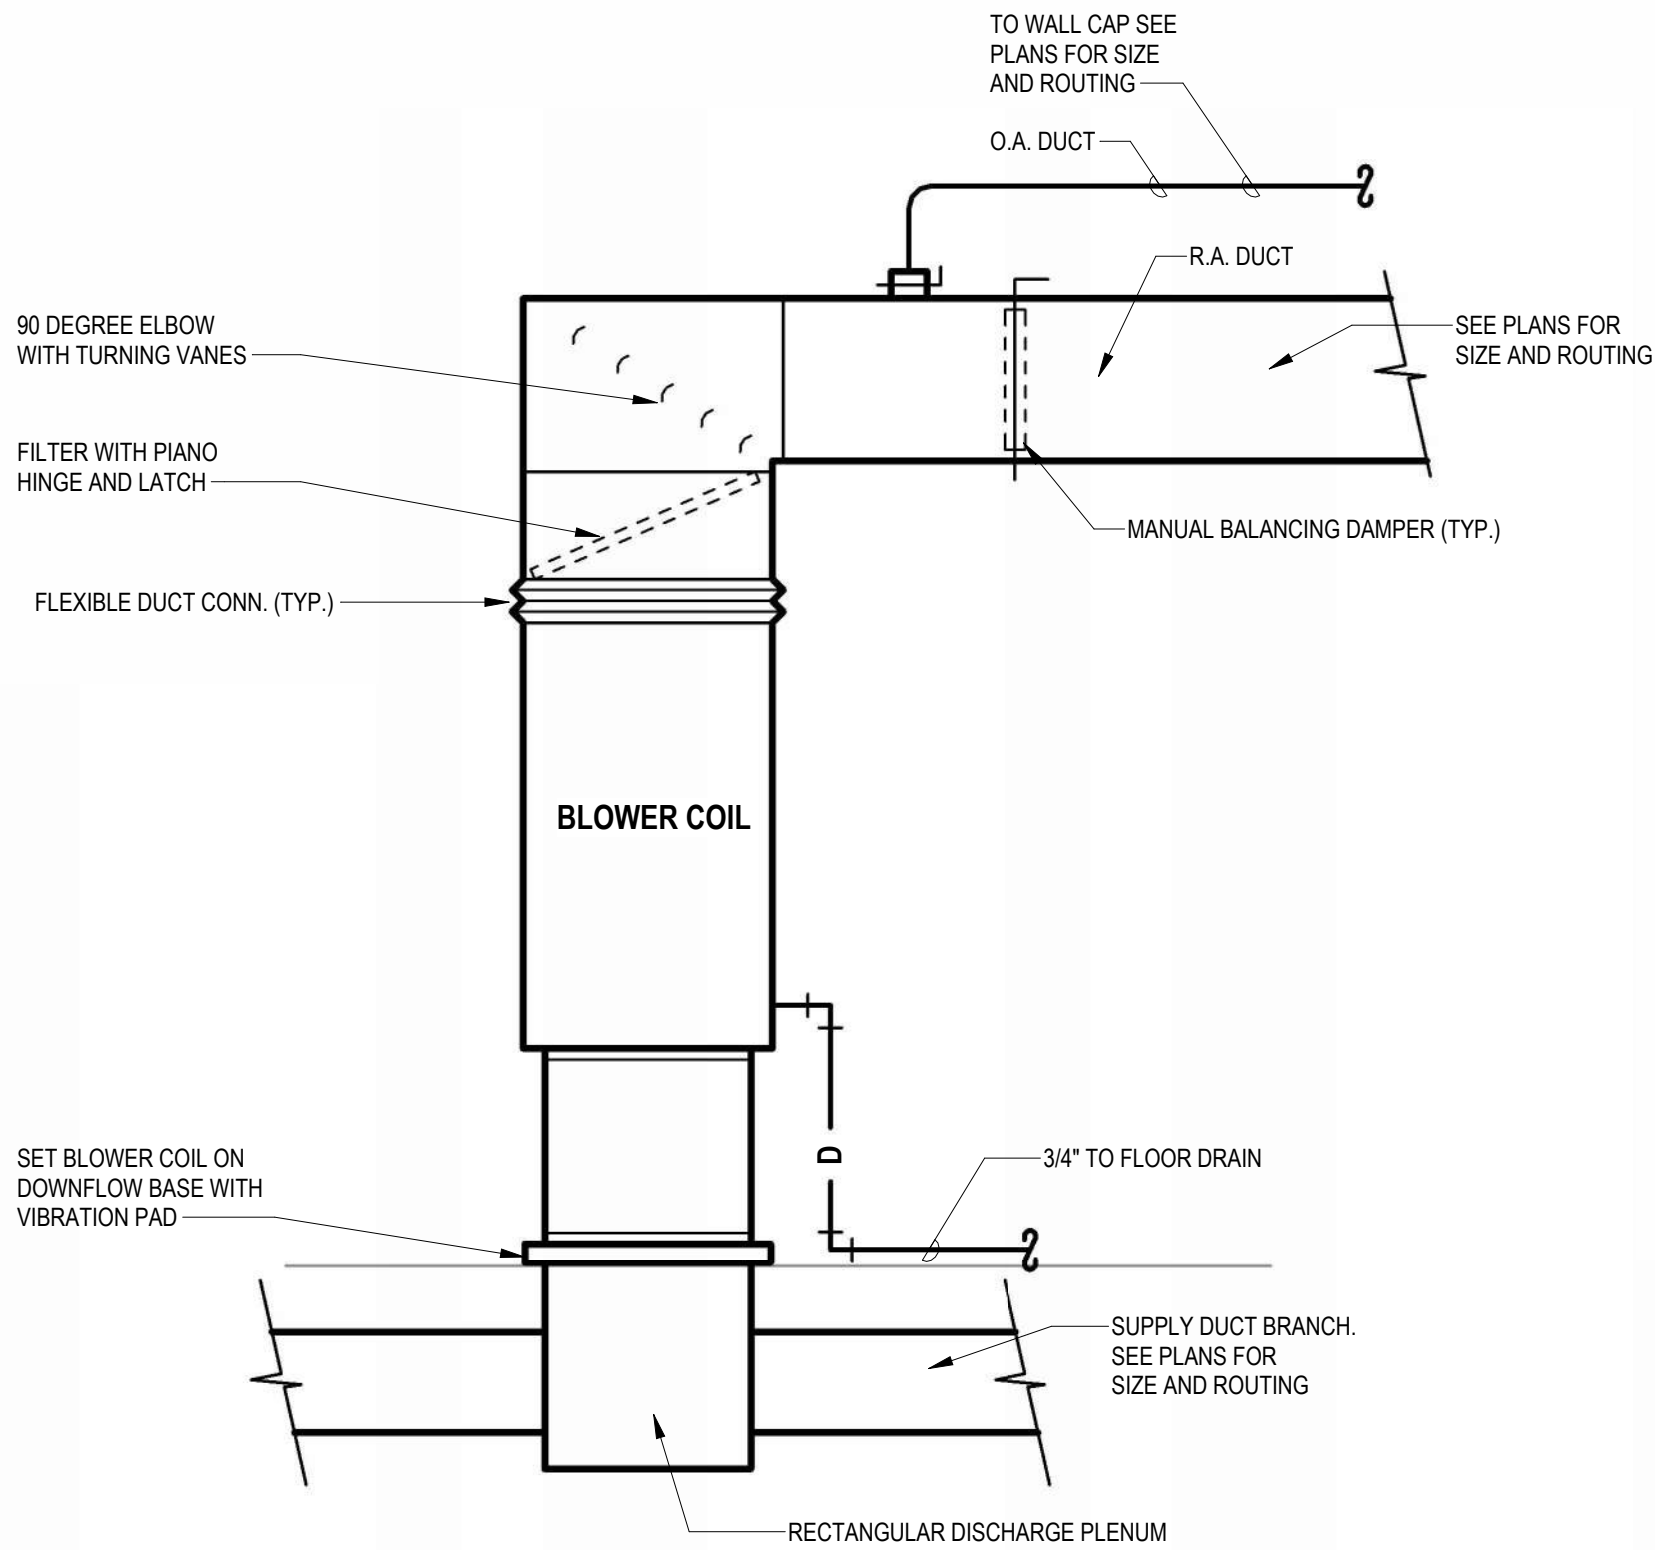 TO WALL CAP SEE
PLANS FOR SIZE
AND ROUTING
O.A. DUCT
R.A. DUCT
90 DEGREE ELBOW
WITH TURNING VANES
SEE PLANS FOR
SIZE AND ROUTING
FILTER WITH PIANO
HINGE AND LATCH
MANUAL BALANCING DAMPER (TYP.)
FLEXIBLE DUCT CONN. (TYP.)
BLOWER COIL
SET BLOWER COIL ON
DOWNFLOW BASE WITH
VIBRATION PAD
D
3/4" TO FLOOR DRAIN
SUPPLY DUCT BRANCH.
SEE PLANS FOR
SIZE AND ROUTING
RECTANGULAR DISCHARGE PLENUM